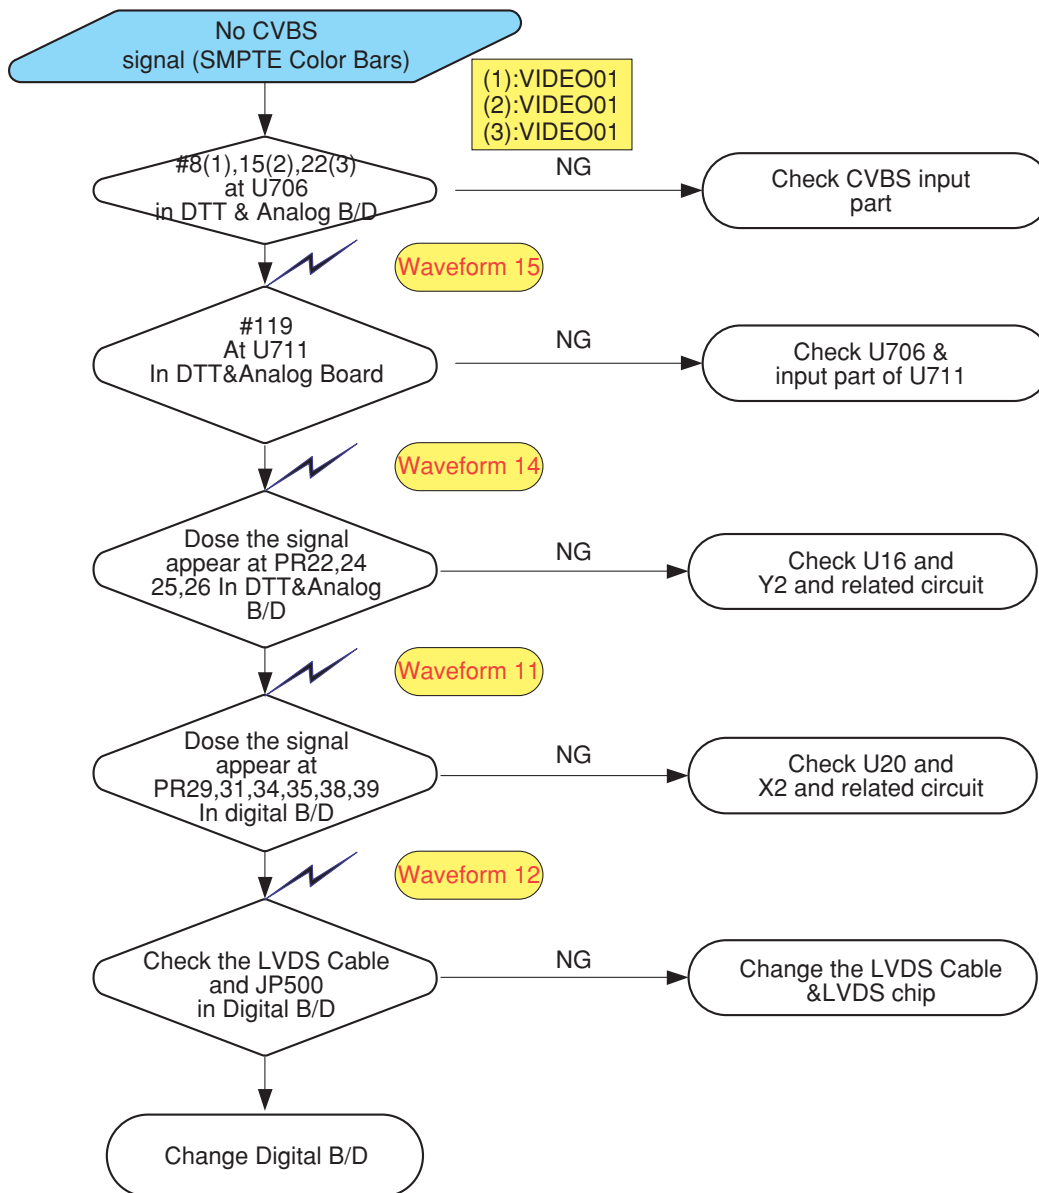 No CVBS
signal (SMPTE Color Bars)
(1):VIDEO01
(2):VIDEO01
(3):VIDEO01
#8(1),15(2),22(3)
at U706
in DTT & Analog B/D
NG
Check CVBS input
part
Waveform 15
#119
At U711
In DTT&Analog Board
NG
Check U706 &
input part of U711
Waveform 14
Dose the signal
appear at PR22,24
25,26 In DTT&Analog
B/D
NG
Check U16 and
Y2 and related circuit
Waveform 11
Dose the signal
appear at
PR29,31,34,35,38,39
In digital B/D
NG
Check U20 and
X2 and related circuit
Waveform 12
Check the LVDS Cable
and JP500
in Digital B/D
NG
Change the LVDS Cable
&LVDS chip
Change Digital B/D